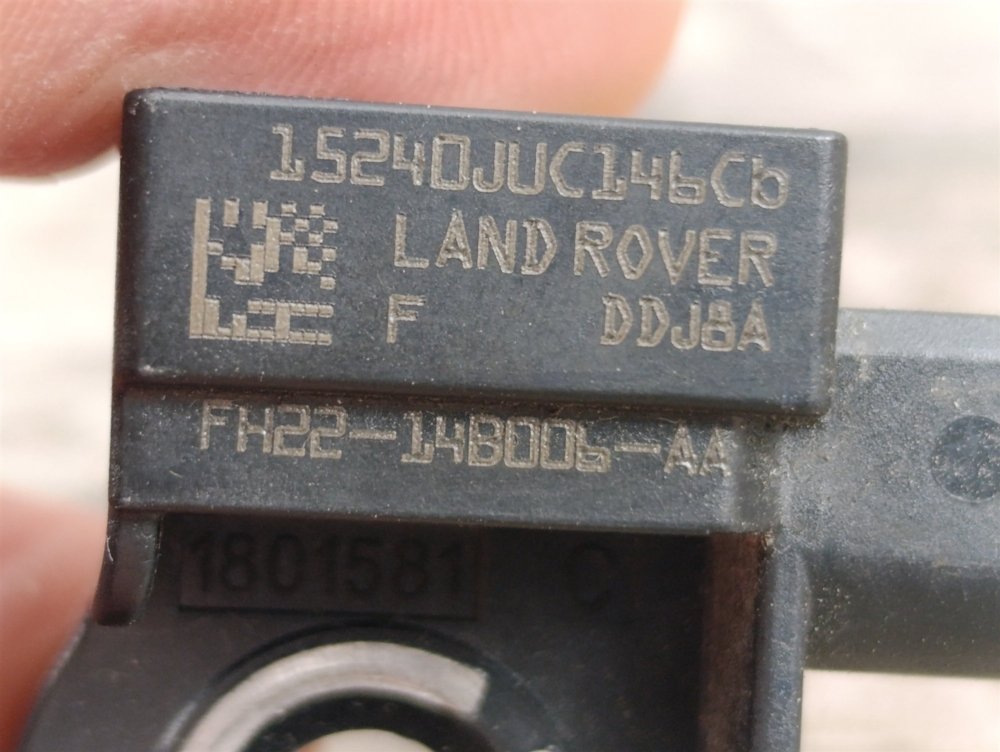 15240JUC146Cb
LAND ROVER
F DDJ8A
FH22-14B006-AA
1801581 C